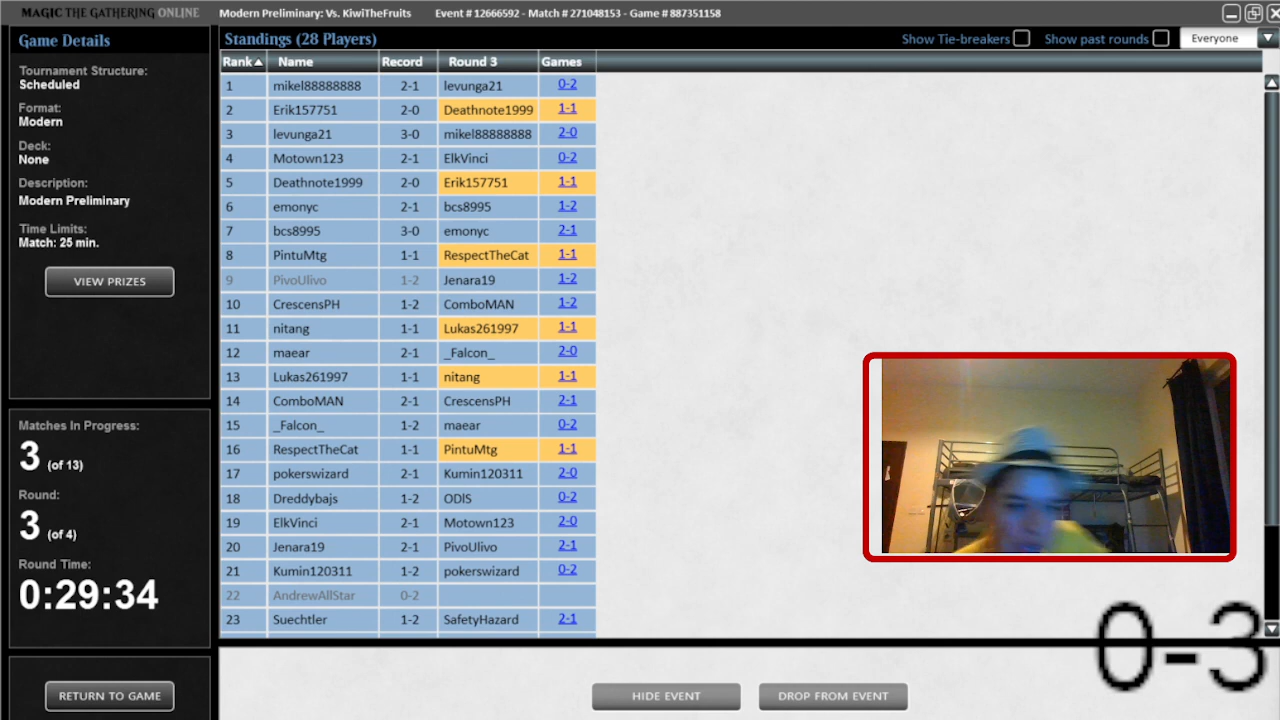 MAGIC THE GATHERING ONLINE Modern Preliminary: Vs. KiwiTheFruits Event # 12666592 - Match # 271048153 - Game # 887351158
Game Details
Tournament Structure:
Scheduled
Format:
Modern
Deck:
None
Description:
Modern Preliminary
Time Limits:
Match: 25 min.
VIEW PRIZES
Matches In Progress:
3 (of 13)
Round:
3 (of 4)
Round Time:
0:29:34
RETURN TO GAME
Standings (28 Players) Show Tie-breakers Show past rounds Everyone
Rank Name Record Round 3 Games
1 mikel88888888 2-1 levunga21 0-2
2 Erik157751 2-0 Deathnote1999 1-1
3 levunga21 3-0 mikel88888888 2-0
4 Motown123 2-1 ElkVinci 0-2
5 Deathnote1999 2-0 Erik157751 1-1
6 emonyc 2-1 bcs8995 1-2
7 bcs8995 3-0 emonyc 2-1
8 PintuMtg 1-1 RespectTheCat 1-1
9 PivoUlivo 1-2 Jenara19 1-2
10 CrescensPH 1-2 ComboMAN 1-2
11 nitang 1-1 Lukas261997 1-1
12 maear 2-1 _Falcon_ 2-0
13 Lukas261997 1-1 nitang 1-1
14 ComboMAN 2-1 CrescensPH 2-1
15 _Falcon_ 1-2 maear 0-2
16 RespectTheCat 1-1 PintuMtg 1-1
17 pokerswizard 2-1 Kumin120311 2-0
18 Dreddybajs 1-2 ODIS 0-2
19 ElkVinci 2-1 Motown123 2-0
20 Jenara19 2-1 PivoUlivo 2-1
21 Kumin120311 1-2 pokerswizard 0-2
22 AndrewAllStar 0-2
23 Suechtler 1-2 SafetyHazard 2-1
0-3
HIDE EVENT DROP FROM EVENT